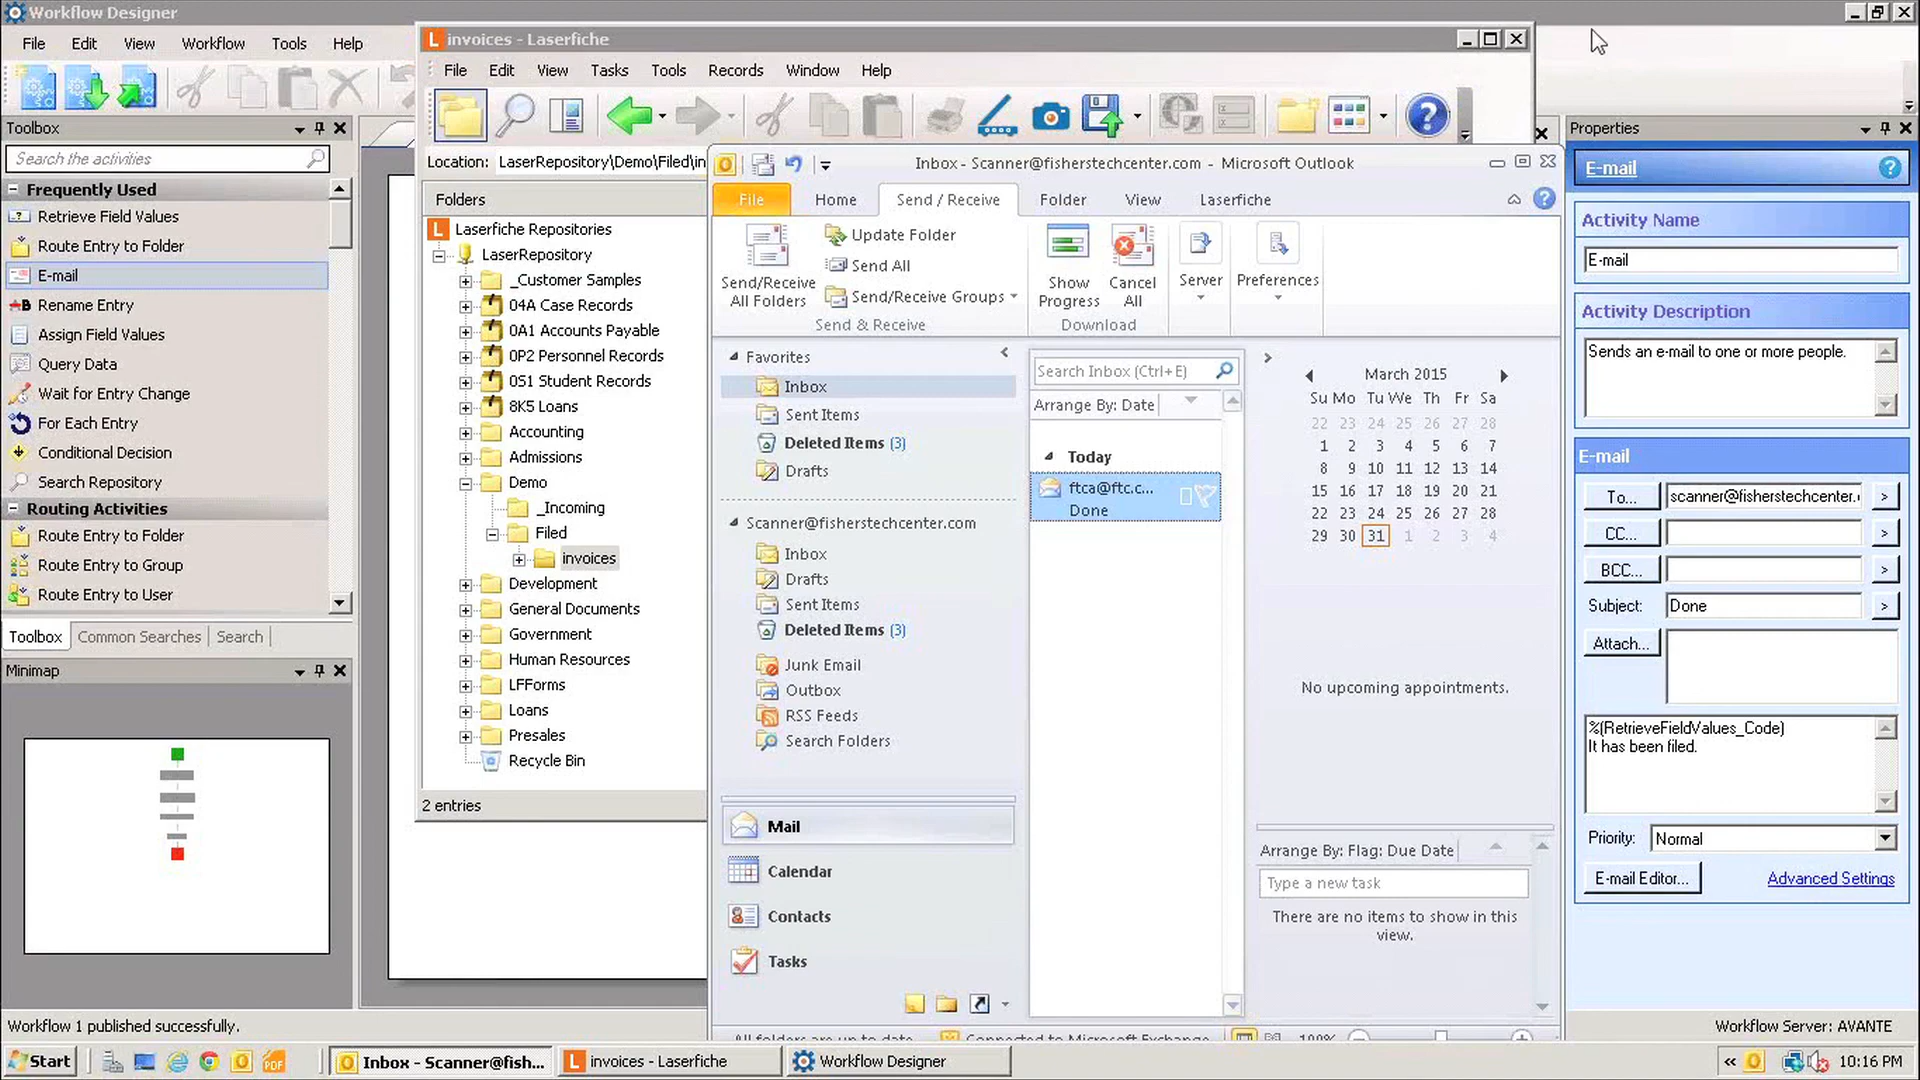 Workflow Designer
File Edit View Workflow Tools Help
Toolbox
Search the activities
Frequently Used
Retrieve Field Values
Route Entry to Folder
E-mail
Rename Entry
Assign Field Values
Query Data
Wait for Entry Change
For Each Entry
Conditional Decision
Search Repository
Routing Activities
Route Entry to Folder
Route Entry to Group
Route Entry to User
Toolbox Common Searches Search
Minimap
Workflow 1 published successfully.
invoices - Laserfiche
File Edit View Tasks Tools Records Window Help
Location: LaserRepository\Demo\Filed\in
Folders
Laserfiche Repositories
LaserRepository
_Customer Samples
04A Case Records
0A1 Accounts Payable
0P2 Personnel Records
0S1 Student Records
8K5 Loans
Accounting
Admissions
Demo
_Incoming
Filed
invoices
Development
General Documents
Government
Human Resources
LFForms
Loans
Presales
Recycle Bin
2 entries
Inbox - Scanner@fisherstechcenter.com - Microsoft Outlook
File Home Send / Receive Folder View Laserfiche
Send/Receive
All Folders
Update Folder
Send All
Send/Receive Groups
Send & Receive
Show
Progress
Cancel
All
Download
Server
Preferences
Favorites
Inbox
Sent Items
Deleted Items (3)
Drafts
Scanner@fisherstechcenter.com
Inbox
Drafts
Sent Items
Deleted Items (3)
Junk Email
Outbox
RSS Feeds
Search Folders
Mail
Calendar
Contacts
Tasks
Search Inbox (Ctrl+E)
Arrange By: Date
Today
ftca@ftc.c...
Done
March 2015
Su Mo Tu We Th Fr Sa
22 23 24 25 26 27 28
1 2 3 4 5 6 7
8 9 10 11 12 13 14
15 16 17 18 19 20 21
22 23 24 25 26 27 28
29 30 31 1 2 3 4
No upcoming appointments.
Arrange By: Flag: Due Date
Type a new task
There are no items to show in this
view.
All folders are up to date. Connected to Microsoft Exchange 100%
Properties
E-mail
Activity Name
E-mail
Activity Description
Sends an e-mail to one or more people.
E-mail
To... scanner@fisherstechcenter.
CC...
BCC...
Subject: Done
Attach...
%(RetrieveFieldValues_Code)
It has been filed.
Priority: Normal
E-mail Editor... Advanced Settings
Workflow Server: AVANTE
Start
PDF
Inbox - Scanner@fish...
invoices - Laserfiche
Workflow Designer
10:16 PM